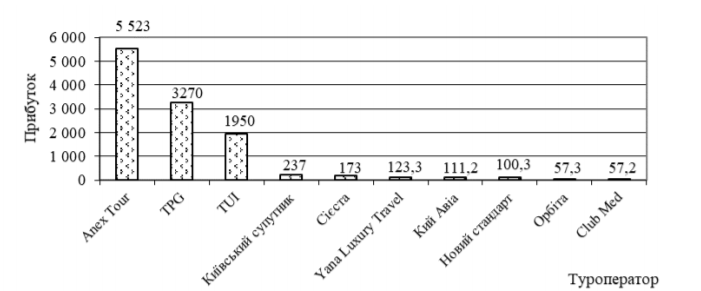 5 523
6 000
5 000
4 000
3 000
2 000
1 000
0
Прибуток
3270
1950
237
173
123,3
111,2
100,3
57,3
57,2
Anex Tour
TPG
TUI
Київський супутник
Сієста
Yana Luxury Travel
Кий Авіа
Новий стандарт
Орбіта
Club Med
Туроператор